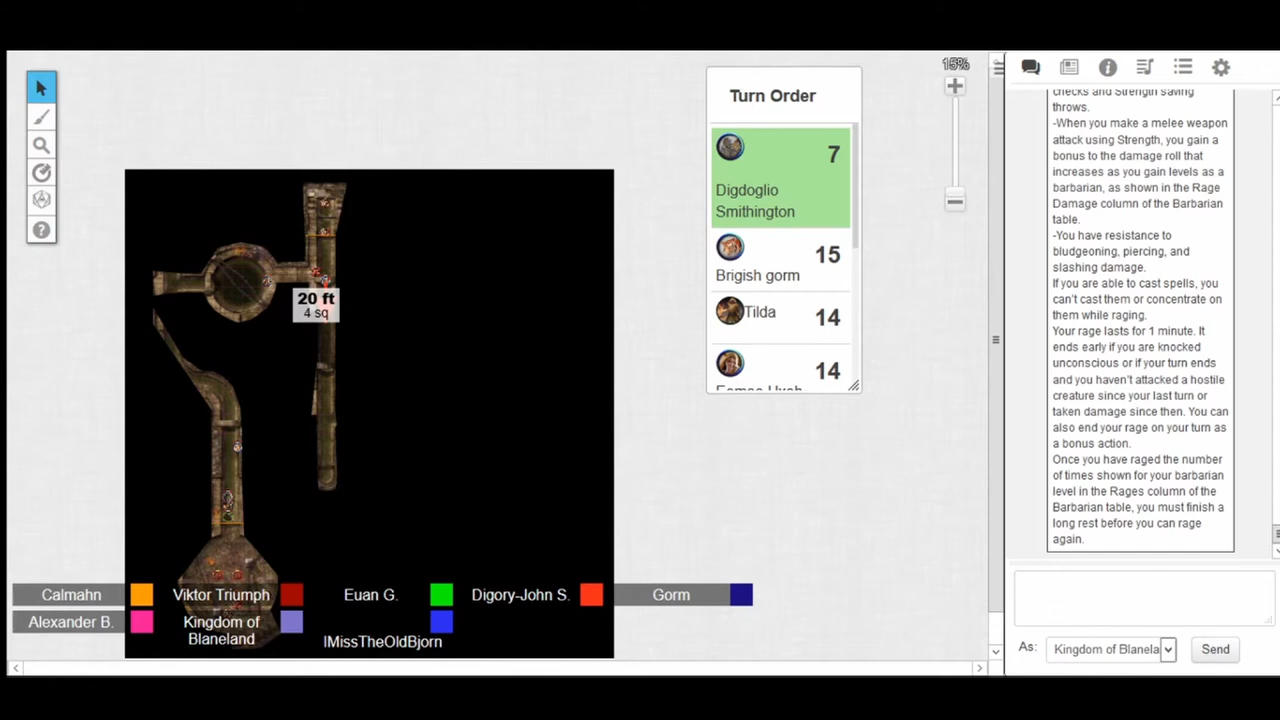 15%
Turn Order
7
Digdoglio
Smithington
15
Brigish gorm
Tilda
14
14
20 ft
4 sq
Calmahn
Viktor Triumph
Euan G.
Digory-John S.
Gorm
Alexander B.
Kingdom of
Blaneland
IMissTheOldBjorn
checks and Strength saving
throws.
-When you make a melee weapon
attack using Strength, you gain a
bonus to the damage roll that
increases as you gain levels as a
barbarian, as shown in the Rage
Damage column of the Barbarian
table.
-You have resistance to
bludgeoning, piercing, and
slashing damage.
If you are able to cast spells, you
can't cast them or concentrate on
them while raging.
Your rage lasts for 1 minute. It
ends early if you are knocked
unconscious or if your turn ends
and you haven't attacked a hostile
creature since your last turn or
taken damage since then. You can
also end your rage on your turn as
a bonus action.
Once you have raged the number
of times shown for your barbarian
level in the Rages column of the
Barbarian table, you must finish a
long rest before you can rage
again.
As:
Kingdom of Blanela
Send